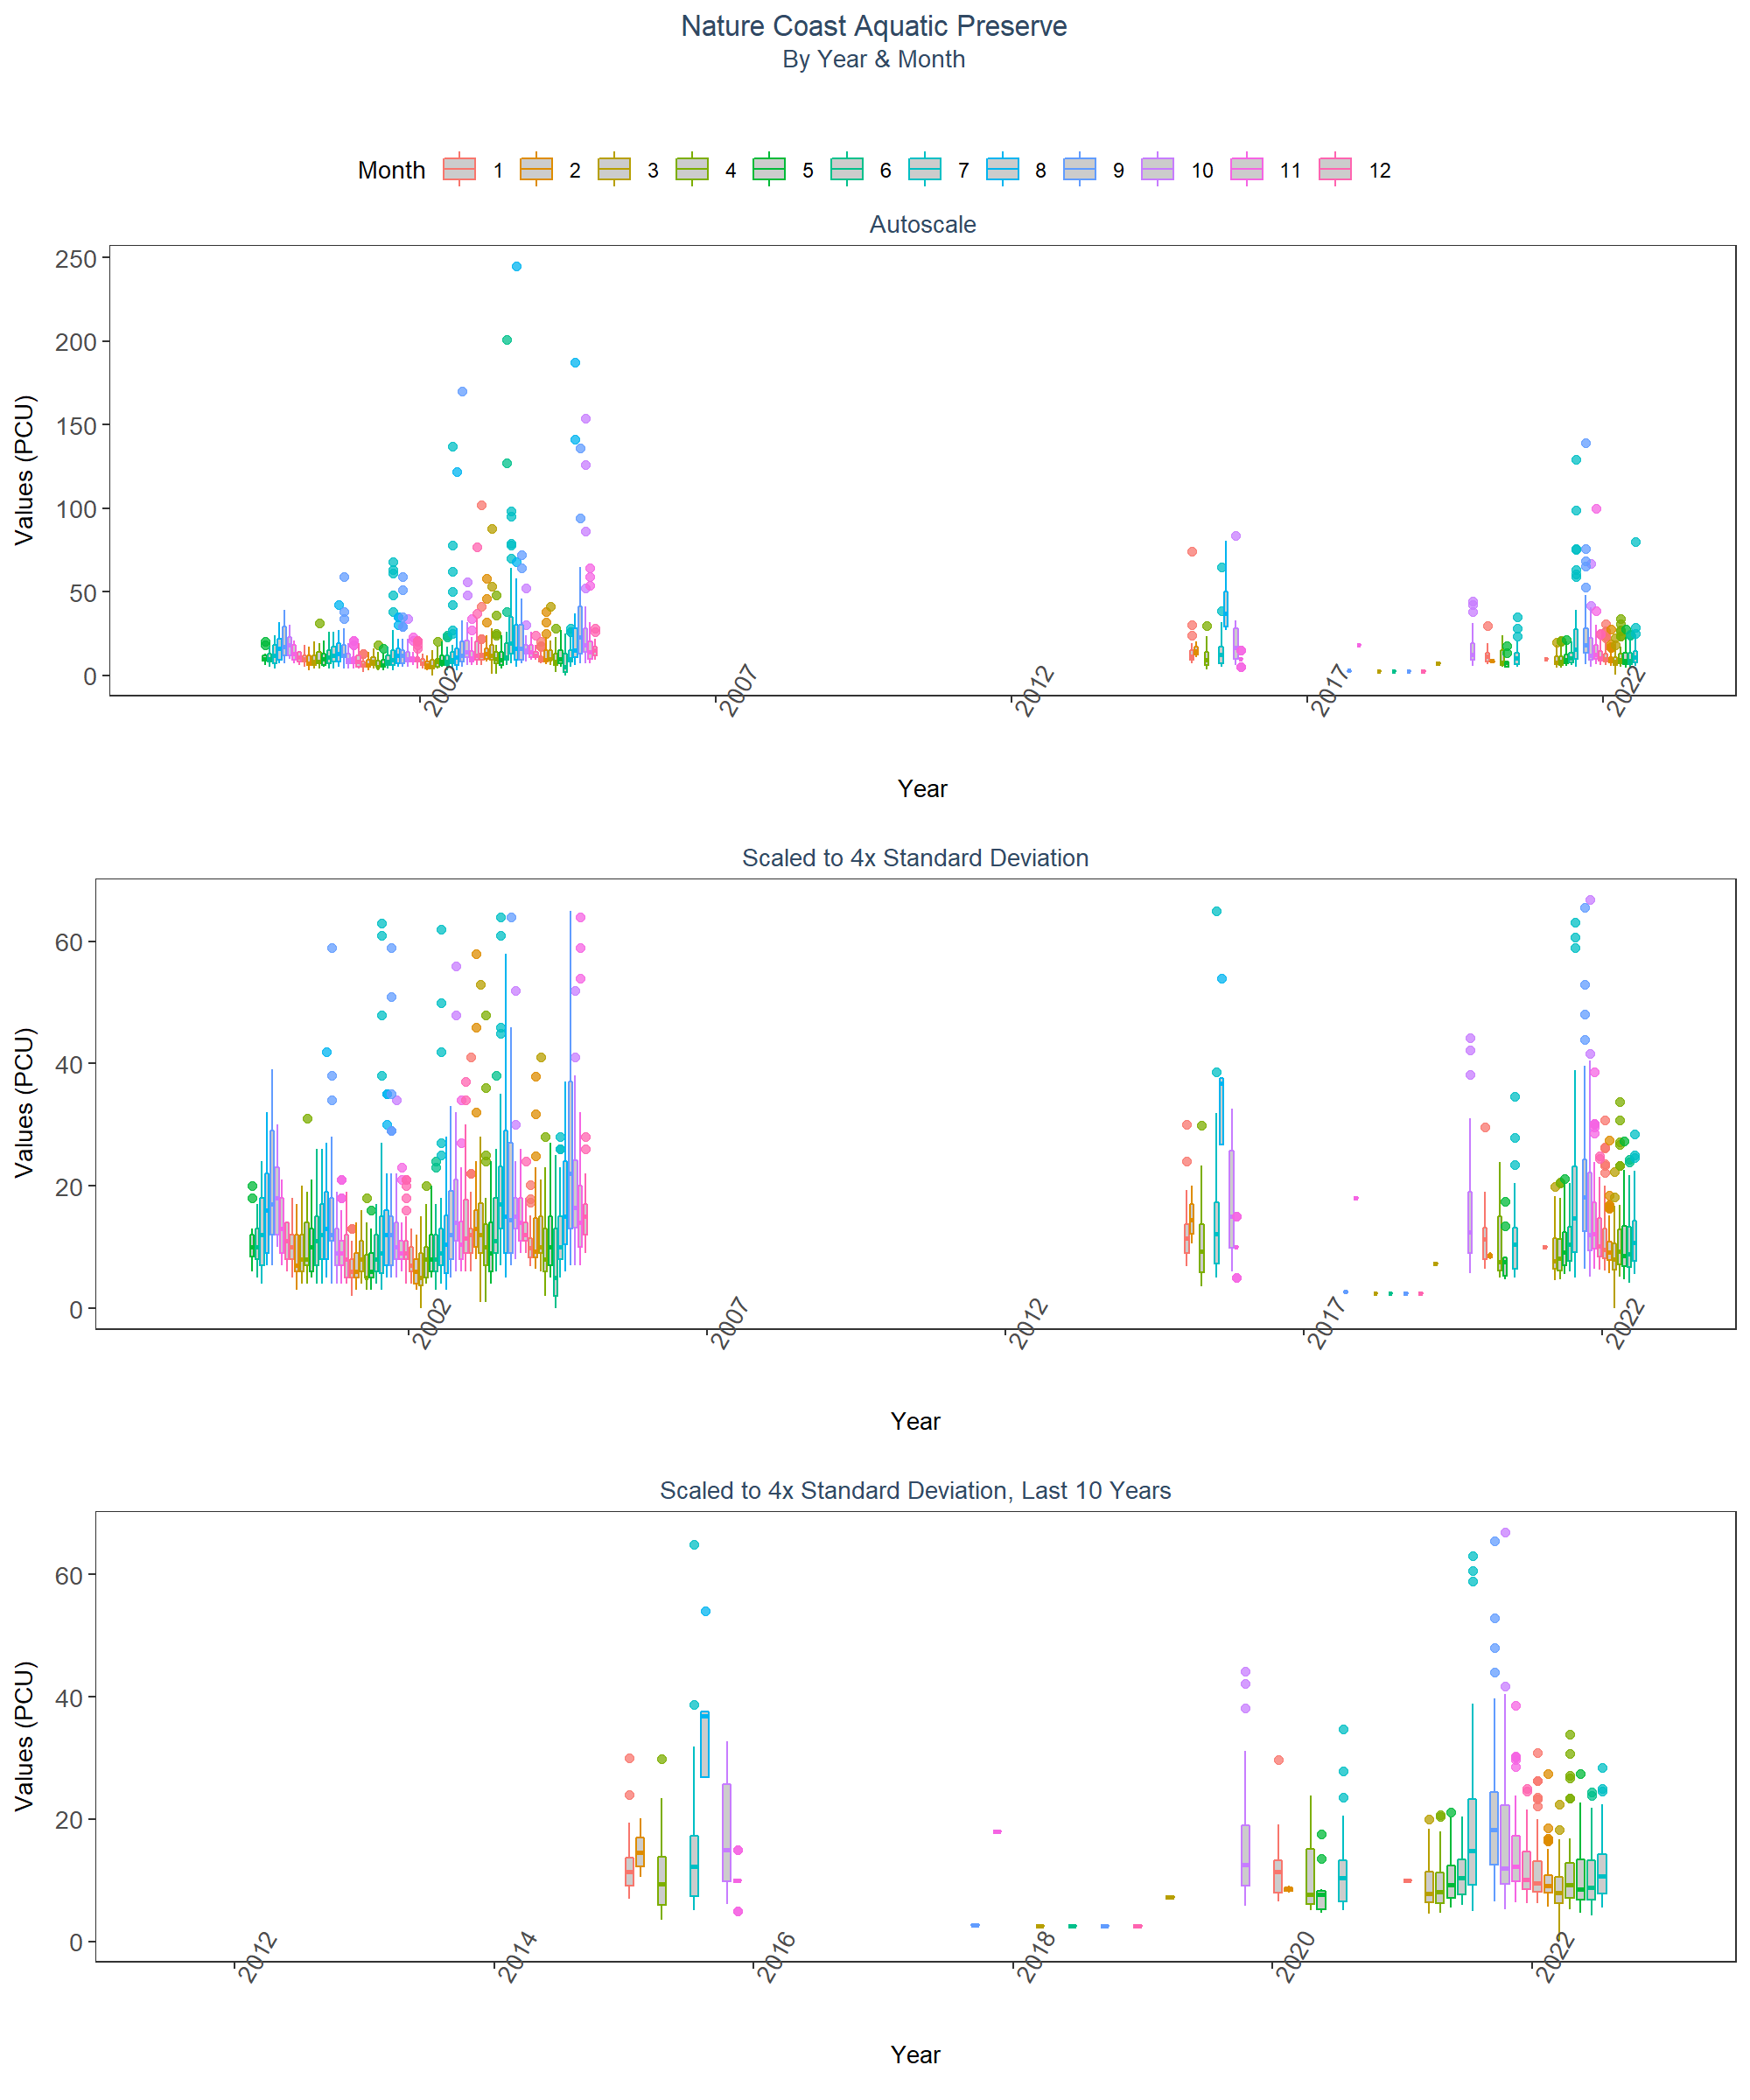 Nature Coast Aquatic Preserve
By Year & Month
Month 1 2 3 4 5 6 7 8 9 10 11 12
Autoscale
Values (PCU)
250
200
150
100
50
0
2002 2007 2012 2017 2022
Year
Scaled to 4x Standard Deviation
Values (PCU)
60
40
20
0
2002 2007 2012 2017 2022
Year
Scaled to 4x Standard Deviation, Last 10 Years
Values (PCU)
60
40
20
0
2012 2014 2016 2018 2020 2022
Year